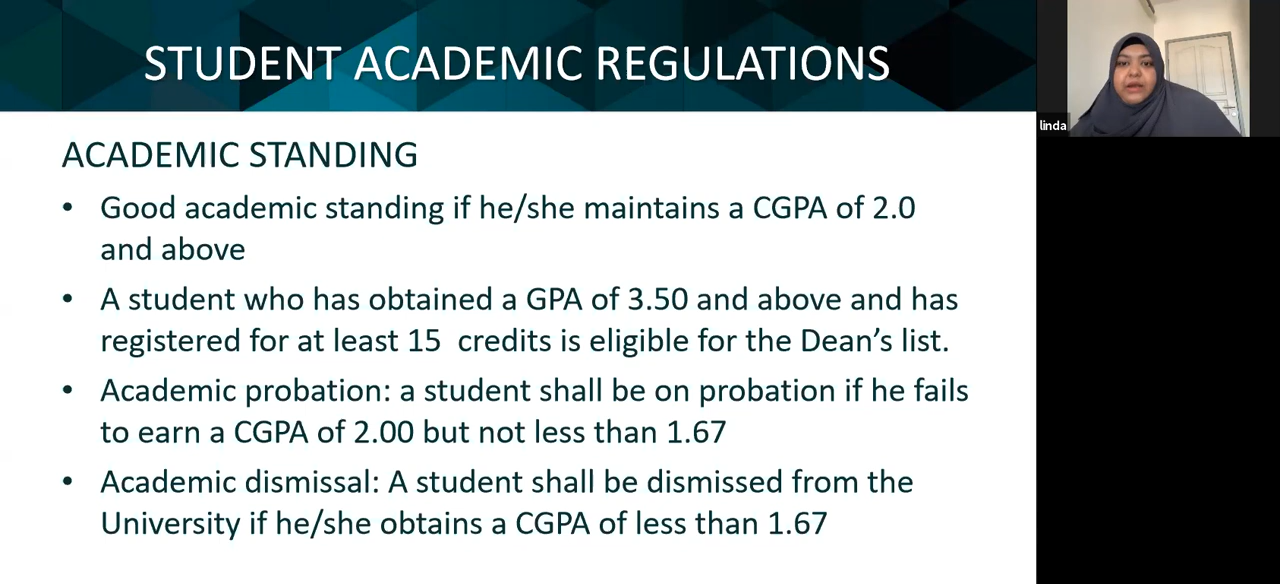 STUDENT ACADEMIC REGULATIONS
linda
ACADEMIC STANDING
• Good academic standing if he/she maintains a CGPA of 2.0
and above
• A student who has obtained a GPA of 3.50 and above and has
registered for at least 15  credits is eligible for the Dean’s list.
• Academic probation: a student shall be on probation if he fails
to earn a CGPA of 2.00 but not less than 1.67
• Academic dismissal: A student shall be dismissed from the
University if he/she obtains a CGPA of less than 1.67